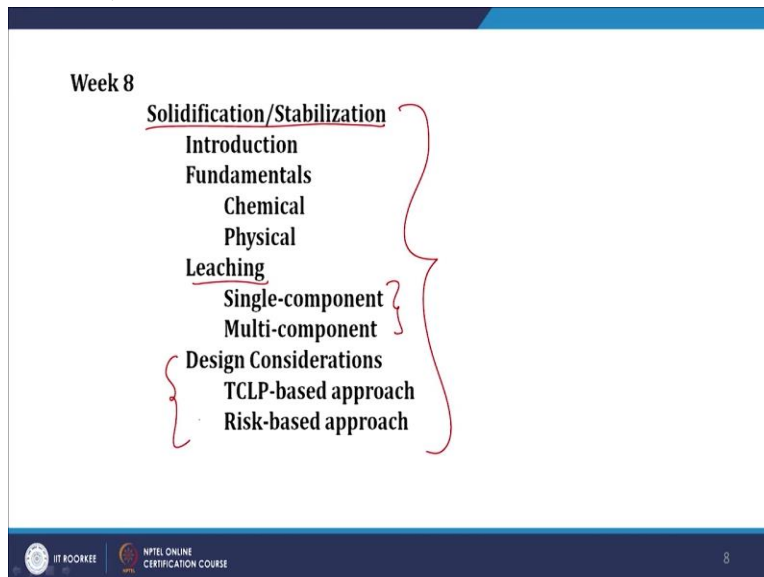 Week 8
Solidification/Stabilization
Introduction
Fundamentals
Chemical
Physical
Leaching
Single-component
Multi-component
Design Considerations
TCLP-based approach
Risk-based approach
IIT ROORKEE
NPTEL ONLINE
CERTIFICATION COURSE
8